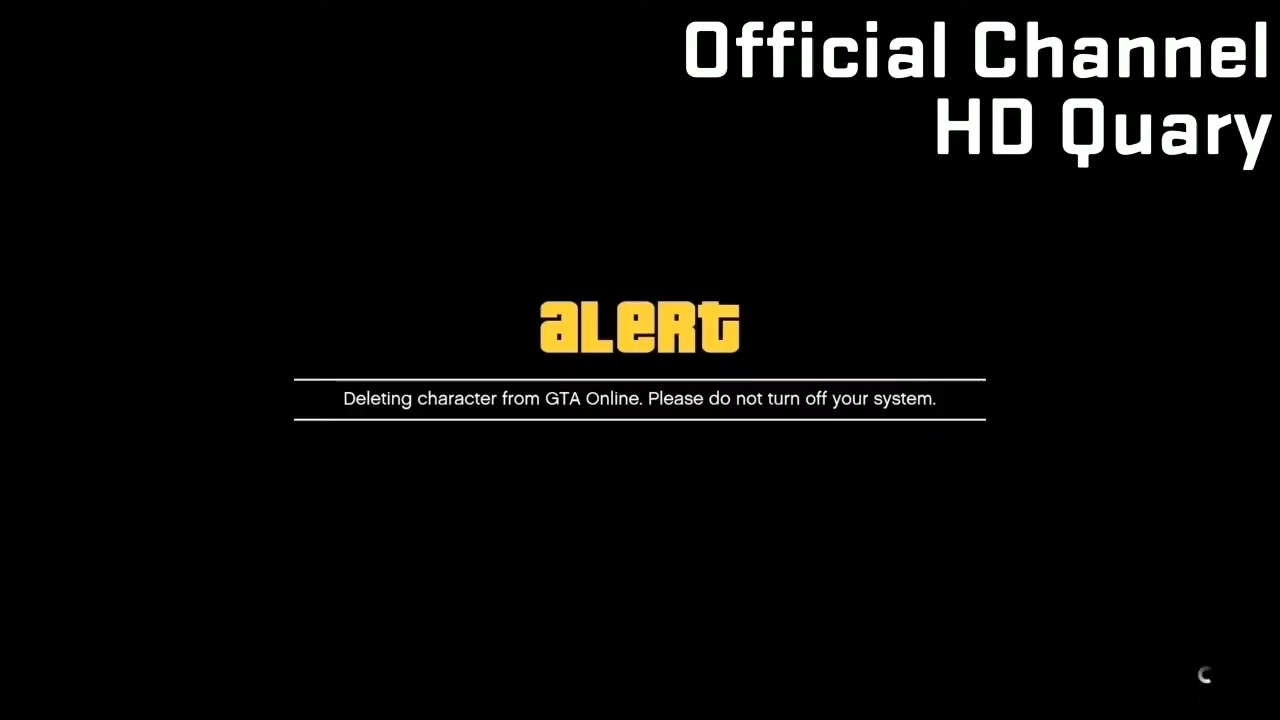 Official Channel
HD Quary
aLeRt
Deleting character from GTA Online. Please do not turn off your system.